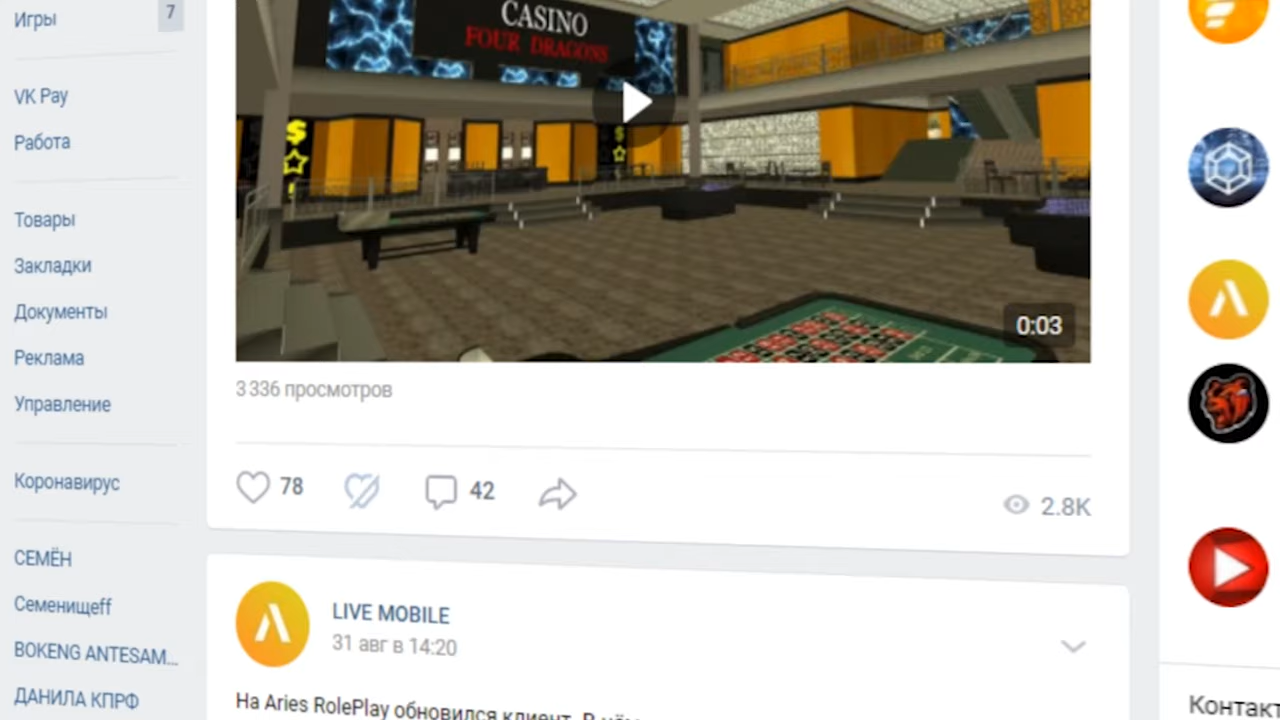 Игры
7
VK Pay
Работа
Товары
Закладки
Документы
Реклама
Управление
Коронавирус
СЕМЁН
Семенищеff
BOKENG ANTESAM...
ДАНИЛА КПРФ
CASINO
FOUR DRAGONS
0:03
3 336 просмотров
78
42
2.8K
LIVE MOBILE
31 авг в 14:20
На Aries RolePlay обновился клиент. В нём
Контакт